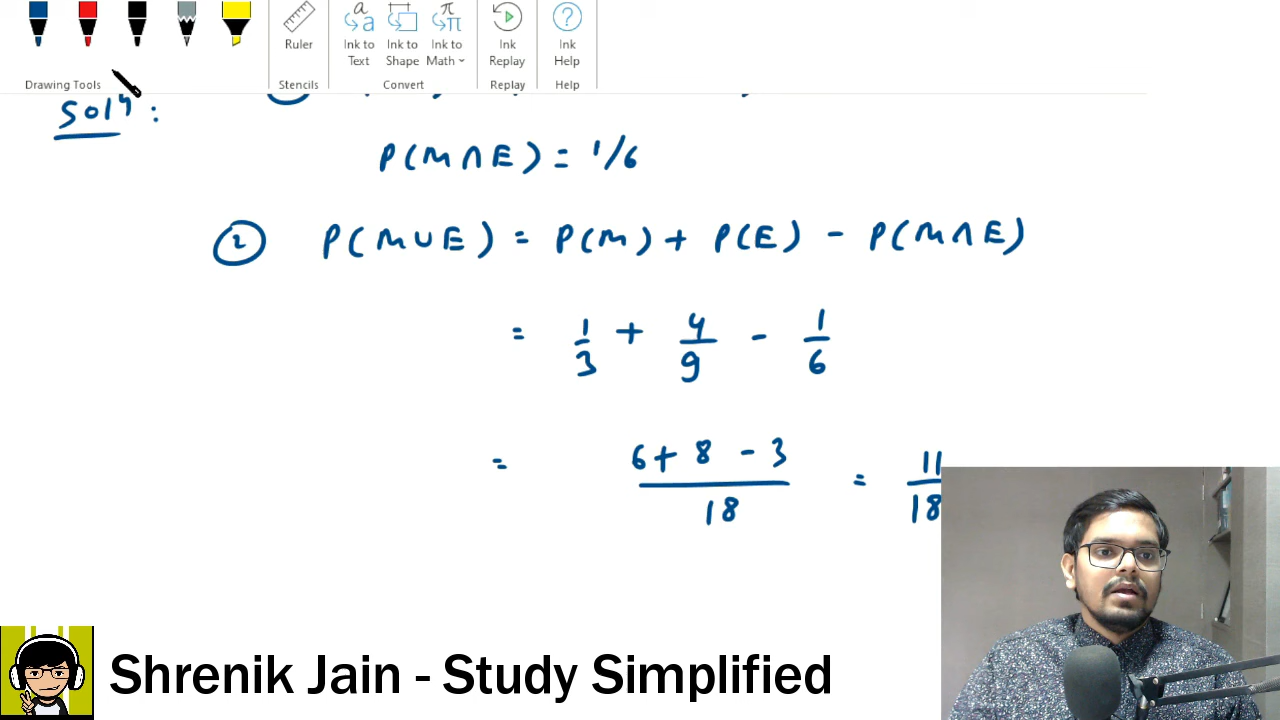 Ruler
Ink to Text
Ink to Shape
Ink to Math
Ink Replay
Ink Help
Drawing Tools
Stencils
Convert
Replay
Help
Solⁿ :
P(M∩E) = 1/6
② P(M∪E) = P(M) + P(E) - P(M∩E)
= 1/3 + 4/9 - 1/6
= 6+8-3/18 = 11/18
Shrenik Jain - Study Simplified